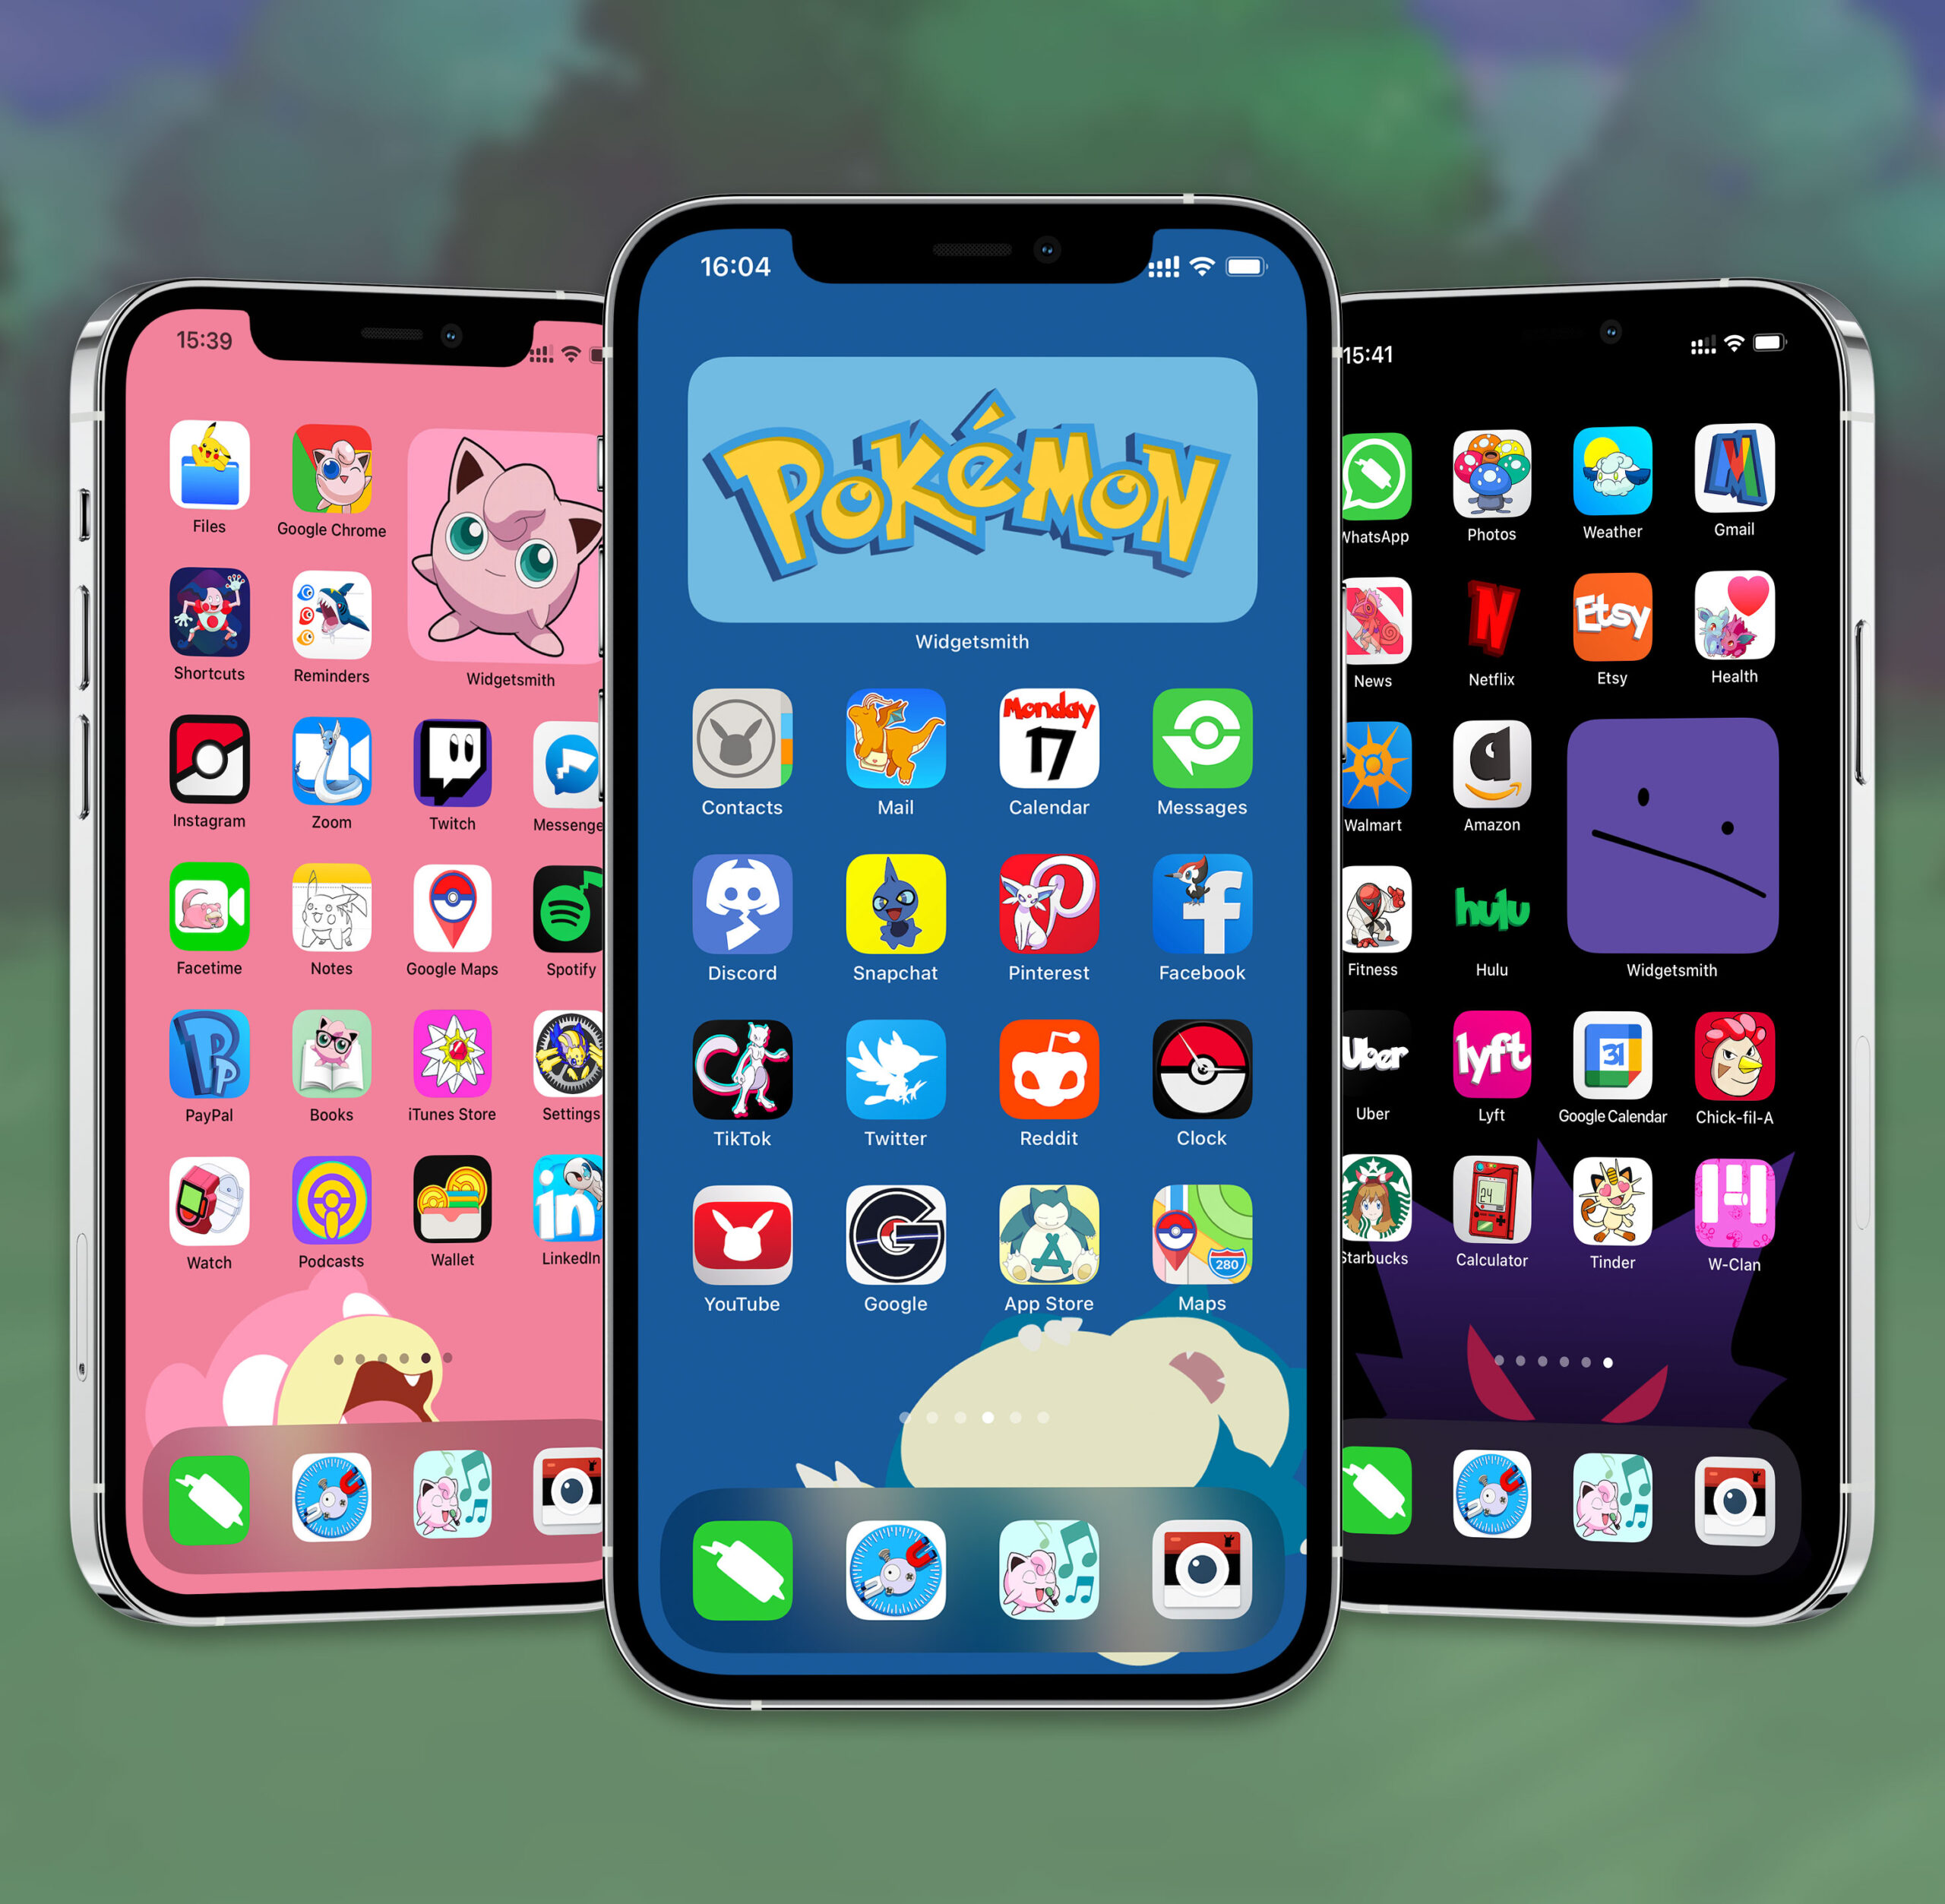 15:39
Files
Google Chrome
Shortcuts
Reminders
Widgetsmith
Instagram
Zoom
Twitch
Messenge
Facetime
Notes
Google Maps
Spotify
PayPal
Books
iTunes Store
Settings
Watch
Podcasts
Wallet
in
LinkedIn
16:04
POKéMON
Widgetsmith
Monday
17
Contacts
Mail
Calendar
Messages
f
Discord
Snapchat
Pinterest
Facebook
TikTok
Twitter
Reddit
Clock
G
280
YouTube
Google
App Store
Maps
15:41
M
WhatsApp
Photos
Weather
Gmail
N
Etsy
News
Netflix
Etsy
Health
a
Walmart
Amazon
hulu
Fitness
Hulu
Widgetsmith
Uber
lyft
31
Uber
Lyft
Google Calendar
Chick-fil-A
24
Starbucks
Calculator
Tinder
W-Clan